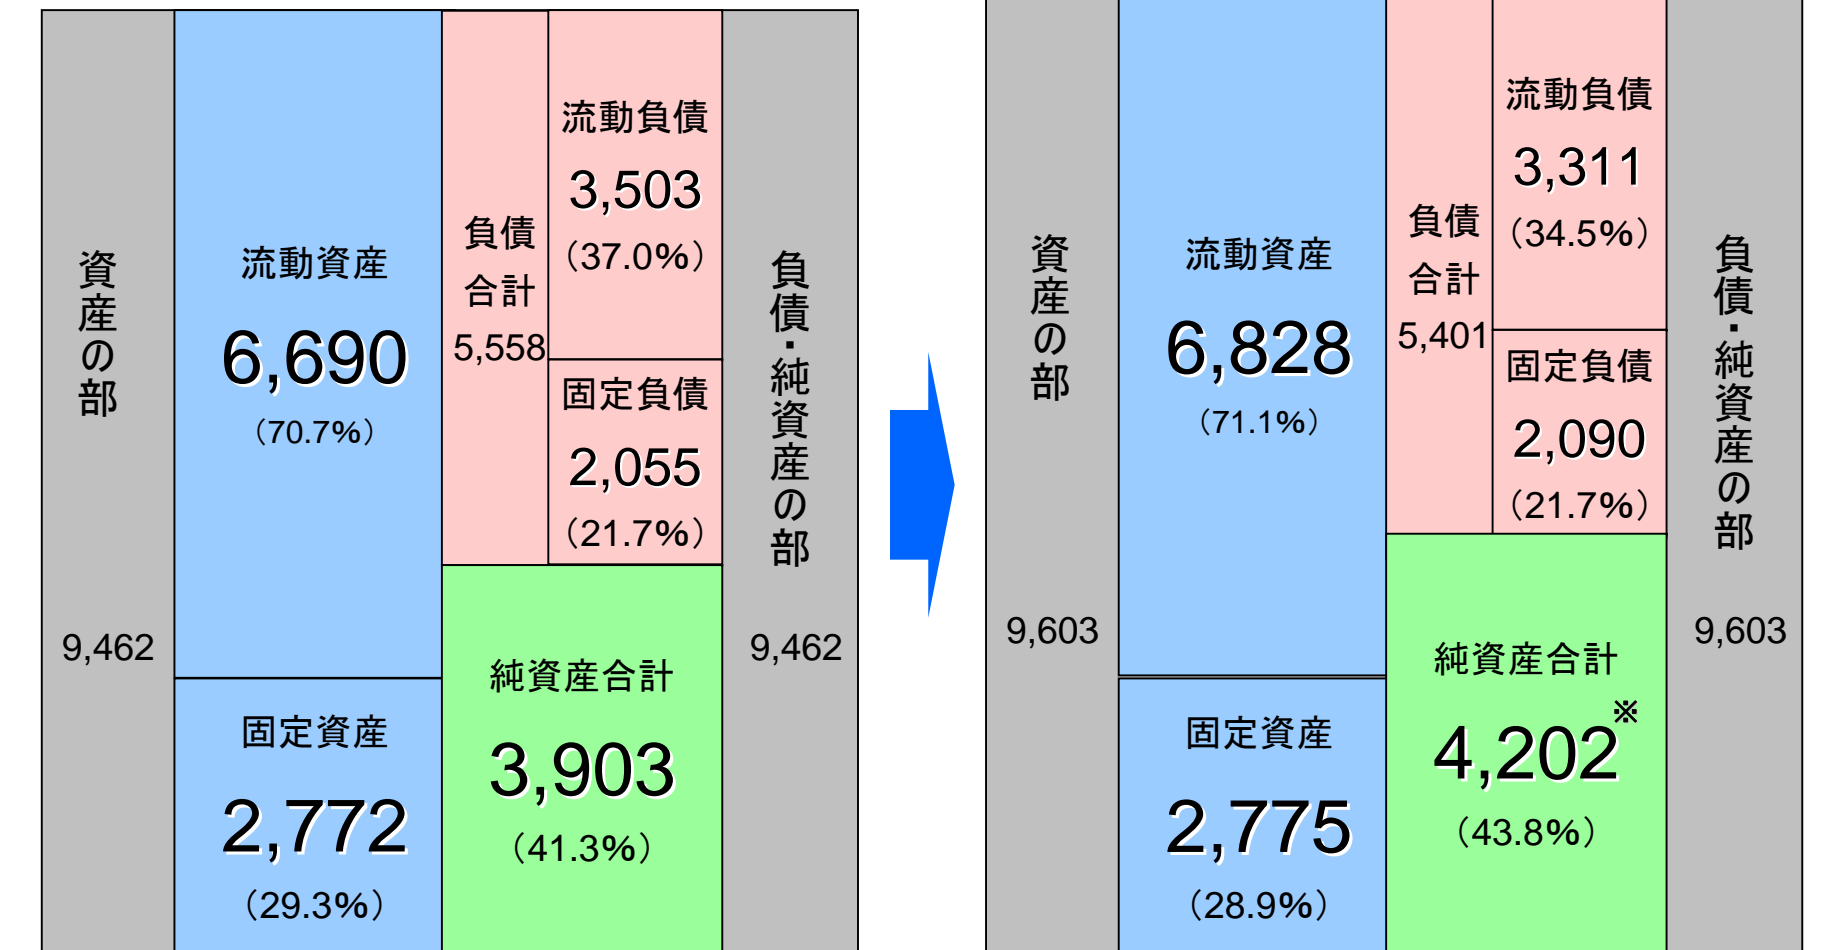 資産の部
9,462
流動資産
6,690
（70.7%）
固定資産
2,772
（29.3%）
負債
合計
5,558
流動負債
3,503
（37.0%）
固定負債
2,055
（21.7%）
純資産合計
3,903
（41.3%）
負債・純資産の部
9,462
資産の部
9,603
流動資産
6,828
（71.1%）
固定資産
2,775
（28.9%）
負債
合計
5,401
流動負債
3,311
（34.5%）
固定負債
2,090
（21.7%）
純資産合計
4,202※
（43.8%）
負債・純資産の部
9,603